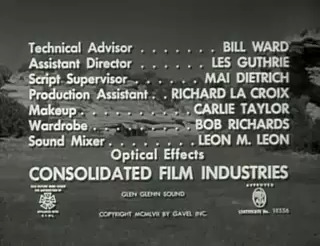 Technical Advisor . . . . . . . BILL WARD
Assistant Director . . . . . LES GUTHRIE
Script Supervisor . . . . . . MAI DIETRICH
Production Assistant . . RICHARD LA CROIX
Makeup . . . . . . . . . CARLIE TAYLOR
Wardrobe . . . . . . . . BOB RICHARDS
Sound Mixer . . . . . . . LEON M. LEON
Optical Effects
CONSOLIDATED FILM INDUSTRIES
GLEN GLENN SOUND
APPROVED
CERTIFICATE No. 18556
COPYRIGHT MCMLVII BY GAVEL INC.